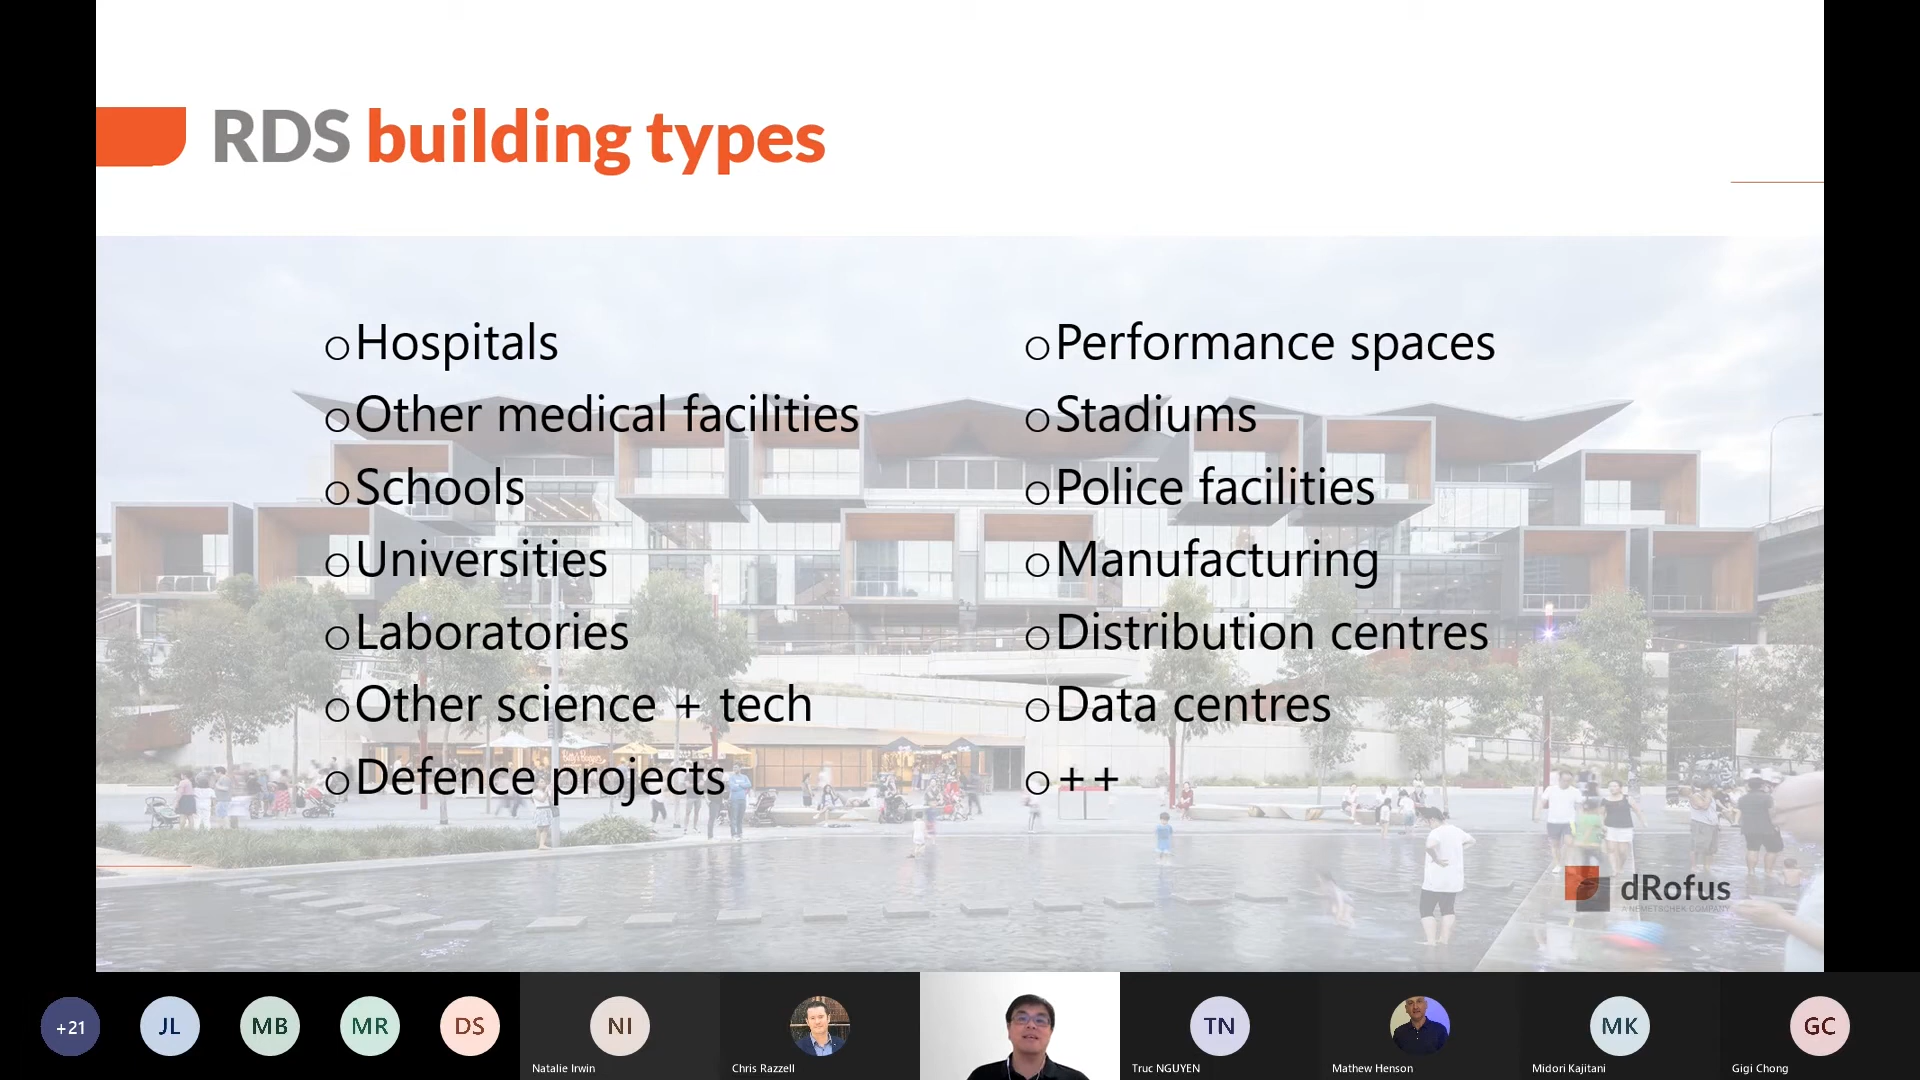 RDS building types
Hospitals
Other medical facilities
Schools
Universities
Laboratories
Other science + tech
Defence projects
Performance spaces
Stadiums
Police facilities
Manufacturing
Distribution centres
Data centres
++
dRofus
A NEMETSCHEK COMPANY
+21
JL
MB
MR
DS
NI
Natalie Irwin
Chris Razzell
TN
Truc NGUYEN
Mathew Henson
MK
Midori Kajitani
GC
Gigi Chong